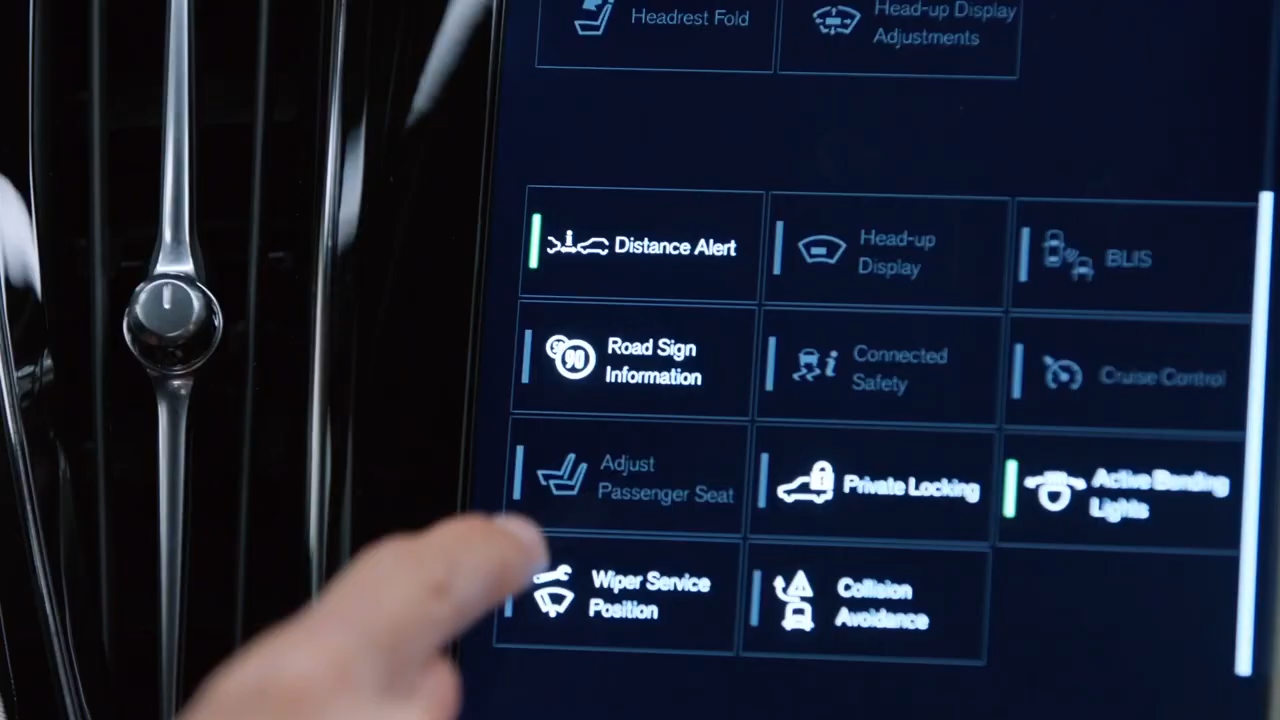 Headrest Fold
Head-up Display
Adjustments
Distance Alert
Head-up
Display
BLIS
90
Road Sign
Information
Connected
Safety
Cruise Control
Adjust
Passenger Seat
Private Locking
Active Bending
Lights
Wiper Service
Position
Collision
Avoidance